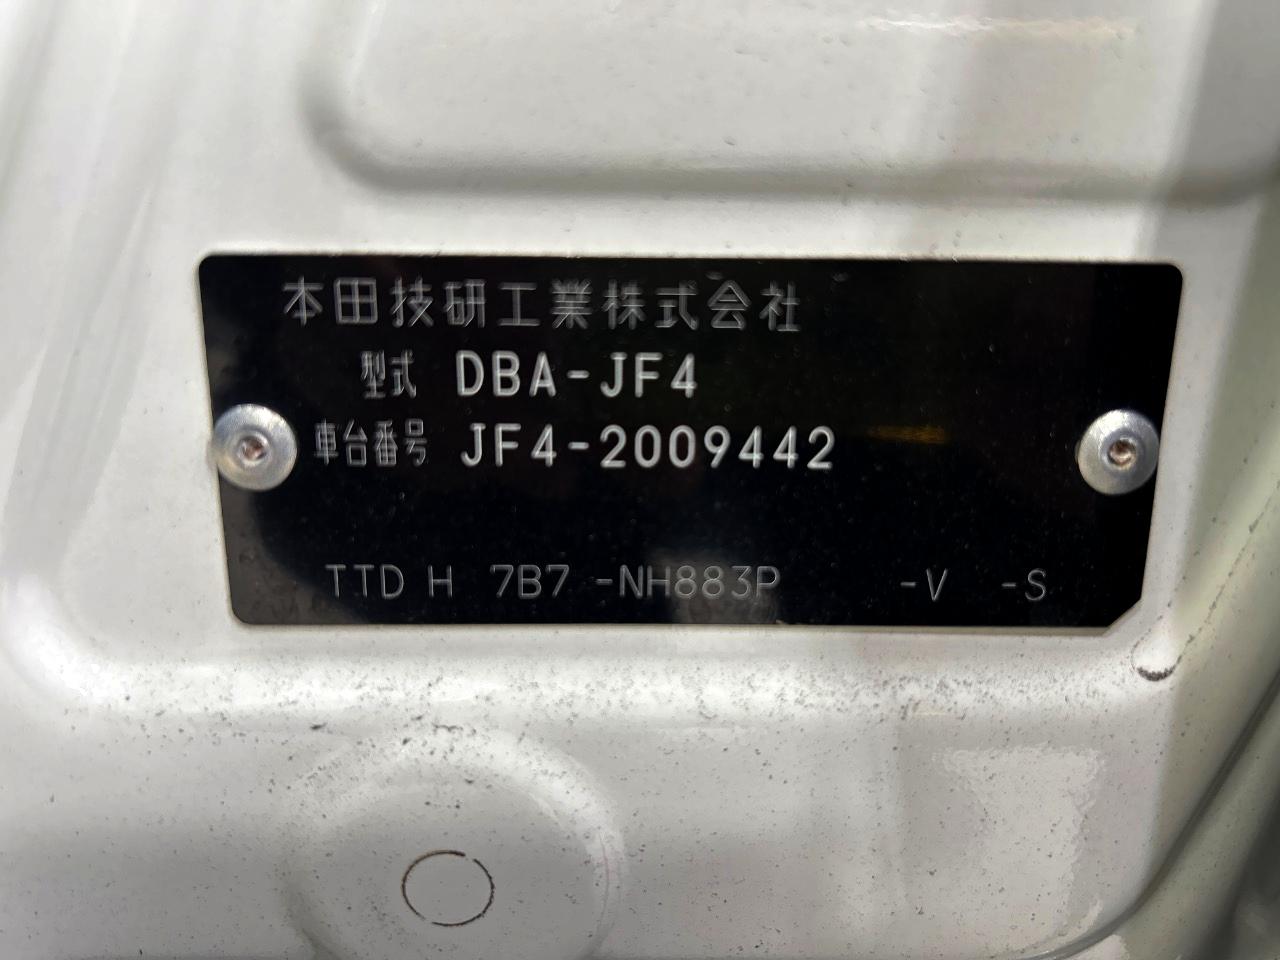 本田技研工業株式会社
型式 DBA-JF4
車台番号 JF4-2009442
TTD H 7B7 -NH883P -V -S